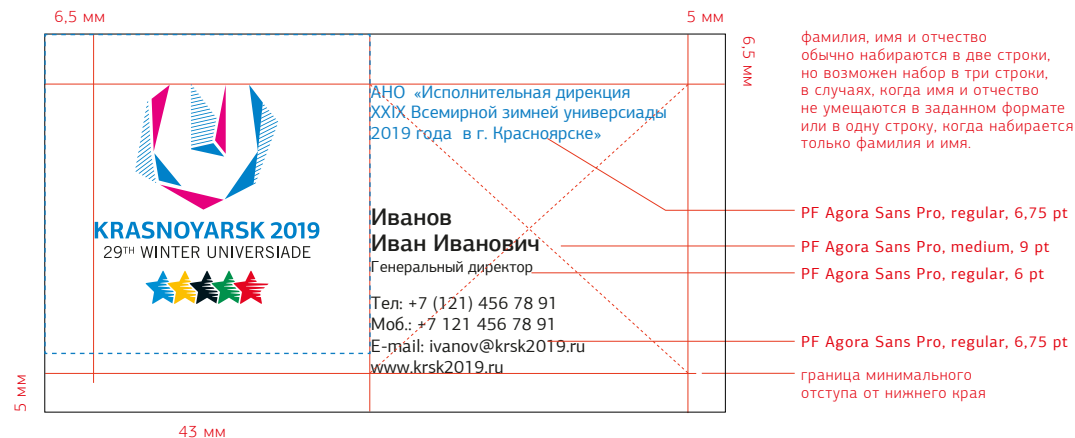 6,5 мм
5 мм
6,5 мм
АНО «Исполнительная дирекция
XXIX Всемирной зимней универсиады
2019 года в г. Красноярске»
KRASNOYARSK 2019
29TH WINTER UNIVERSIADE
Иванов
Иван Иванович
Генеральный директор
Тел: +7 (121) 456 78 91
Моб.: +7 121 456 78 91
E-mail: ivanov@krsk2019.ru
www.krsk2019.ru
5 мм
43 мм
фамилия, имя и отчество
обычно набираются в две строки,
но возможен набор в три строки,
в случаях, когда имя и отчество
не умещаются в заданном формате
или в одну строку, когда набирается
только фамилия и имя.
PF Agora Sans Pro, regular, 6,75 pt
PF Agora Sans Pro, medium, 9 pt
PF Agora Sans Pro, regular, 6 pt
PF Agora Sans Pro, regular, 6,75 pt
граница минимального
отступа от нижнего края